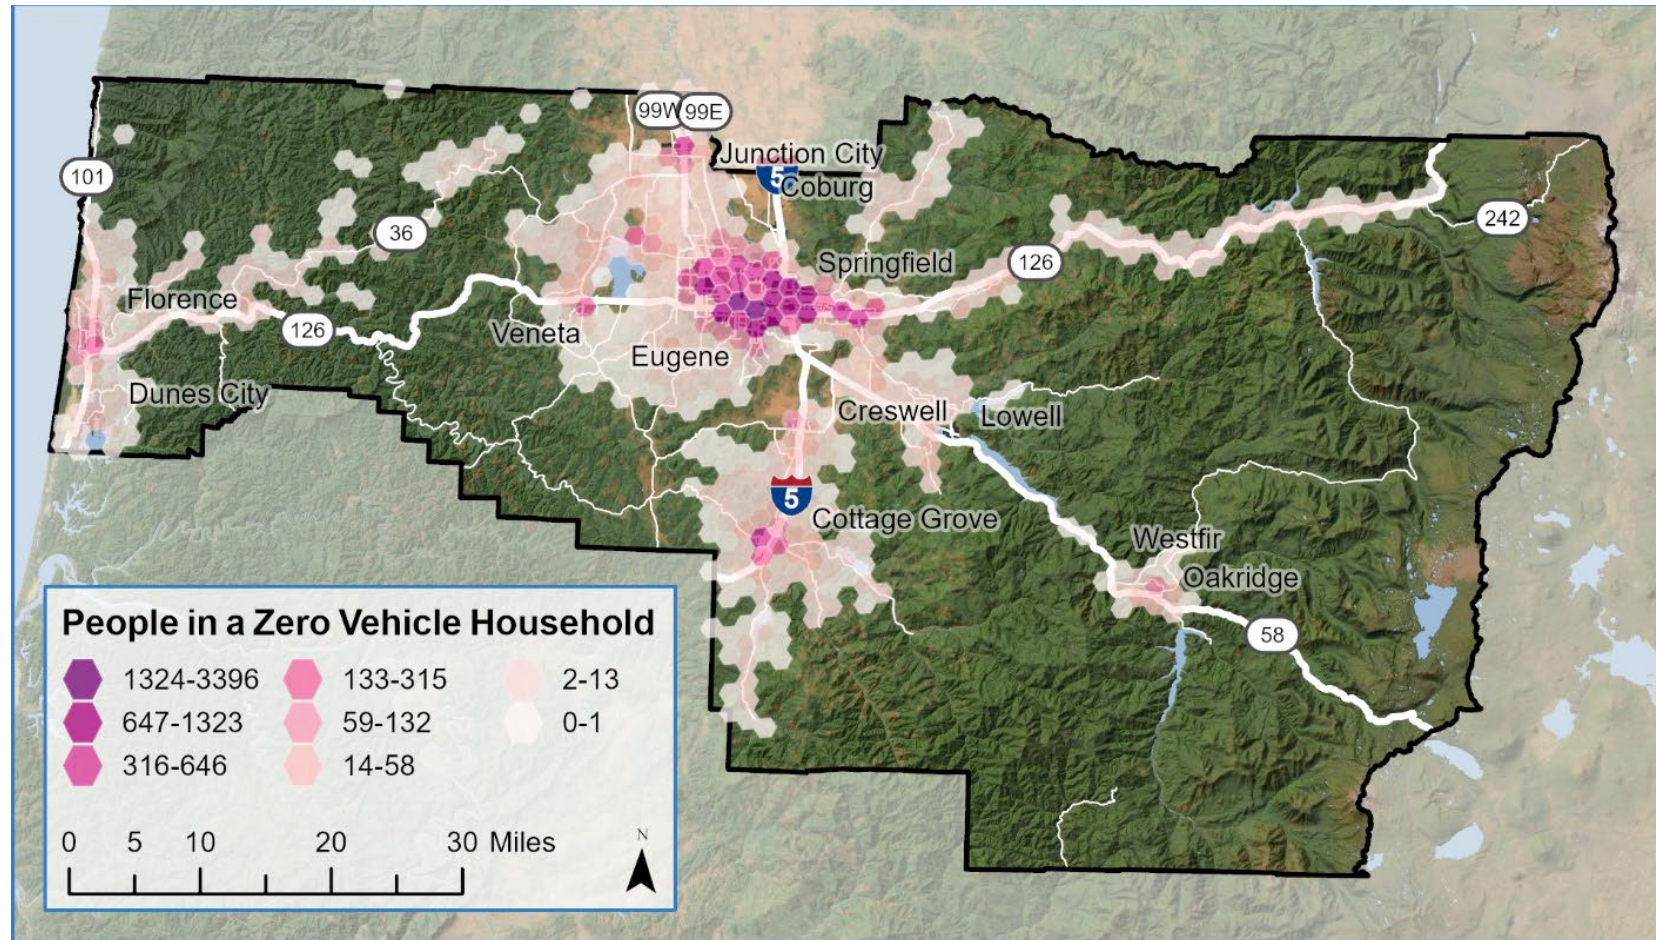 99W
99E
Junction City
5
Coburg
101
36
242
Springfield
126
Florence
126
Veneta
Eugene
Dunes City
Creswell
Lowell
5
Cottage Grove
Westfir
Oakridge
58
People in a Zero Vehicle Household
1324-3396
133-315
2-13
647-1323
59-132
0-1
316-646
14-58
0 5 10 20 30 Miles
N